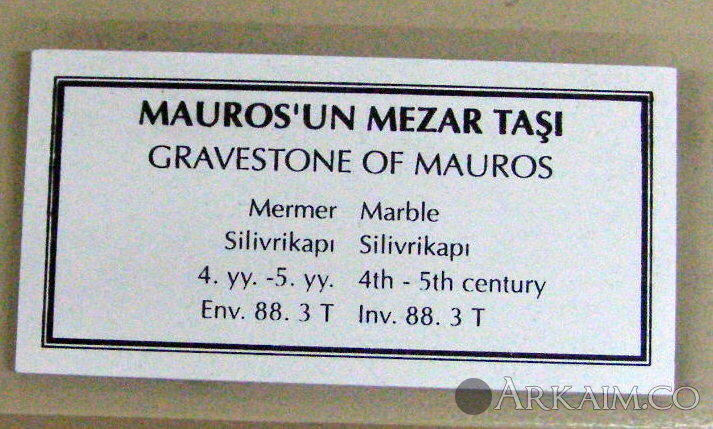 MAUROS'UN MEZAR TAŞI
GRAVESTONE OF MAUROS
Mermer Marble
Silivrikapı Silivrikapı
4. yy. -5. yy. 4th - 5th century
Env. 88. 3 T Inv. 88. 3 T
ARKAIM.CO